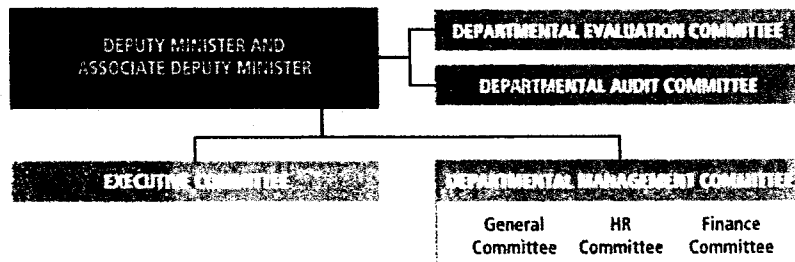 DEPUTY MINISTER AND
ASSOCIATE DEPUTY MINISTER
DEPARTMENTAL EVALUATION COMMITTEE
DEPARTMENTAL AUDIT COMMITTEE
EXECUTIVE COMMITTEE
DEPARTMENTAL MANAGEMENT COMMITTEE
General
Committee
HR
Committee
Finance
Committee